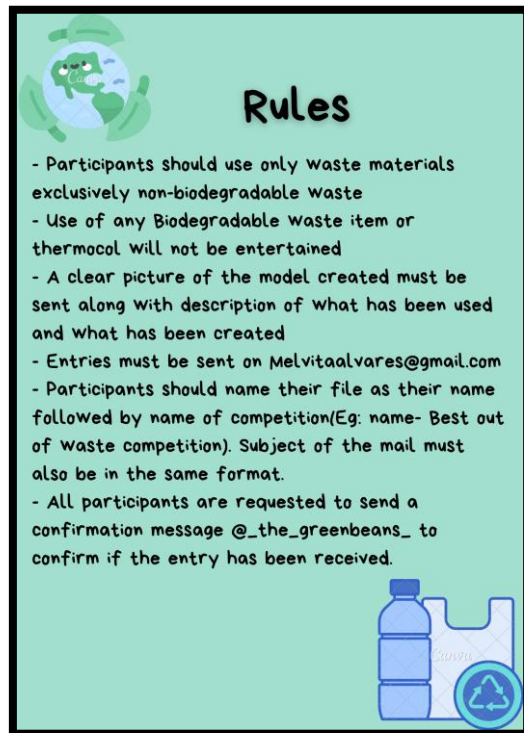 Canva
Rules
- Participants should use only waste materials
exclusively non-biodegradable waste
- Use of any Biodegradable waste item or
thermocol will not be entertained
- A clear picture of the model created must be
sent along with description of what has been used
and what has been created
- Entries must be sent on Melvitaalvares@gmail.com
- Participants should name their file as their name
followed by name of competition(Eg: name- Best out
of waste competition). Subject of the mail must
also be in the same format.
- All participants are requested to send a
confirmation message @_the_greenbeans_ to
confirm if the entry has been received.
Canva